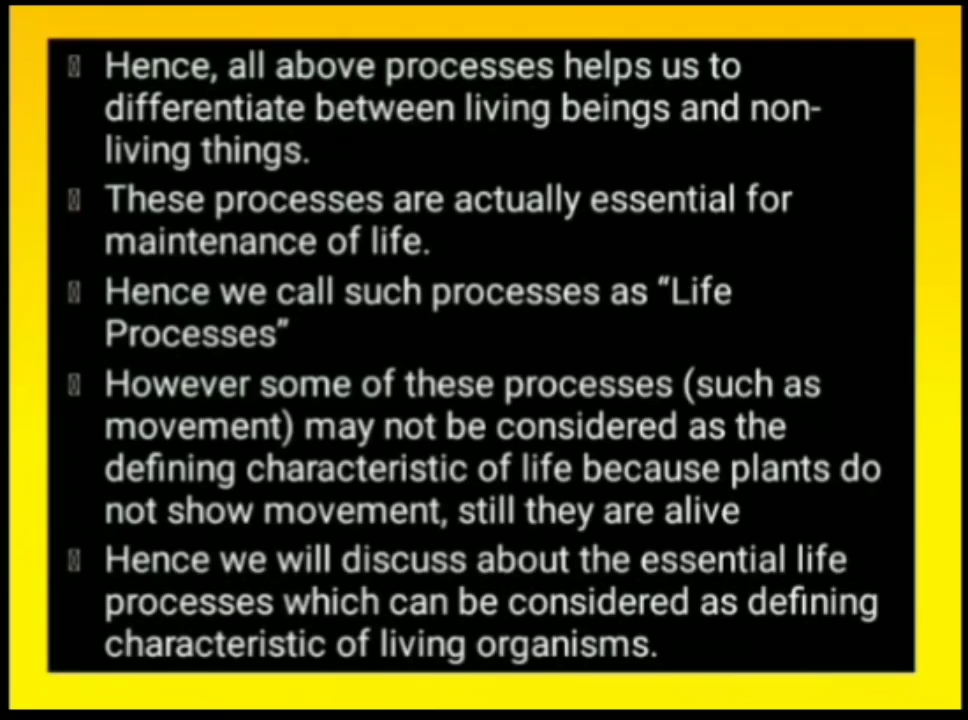 Hence, all above processes helps us to
differentiate between living beings and non-
living things.
These processes are actually essential for
maintenance of life.
Hence we call such processes as “Life
Processes”
However some of these processes (such as
movement) may not be considered as the
defining characteristic of life because plants do
not show movement, still they are alive
Hence we will discuss about the essential life
processes which can be considered as defining
characteristic of living organisms.